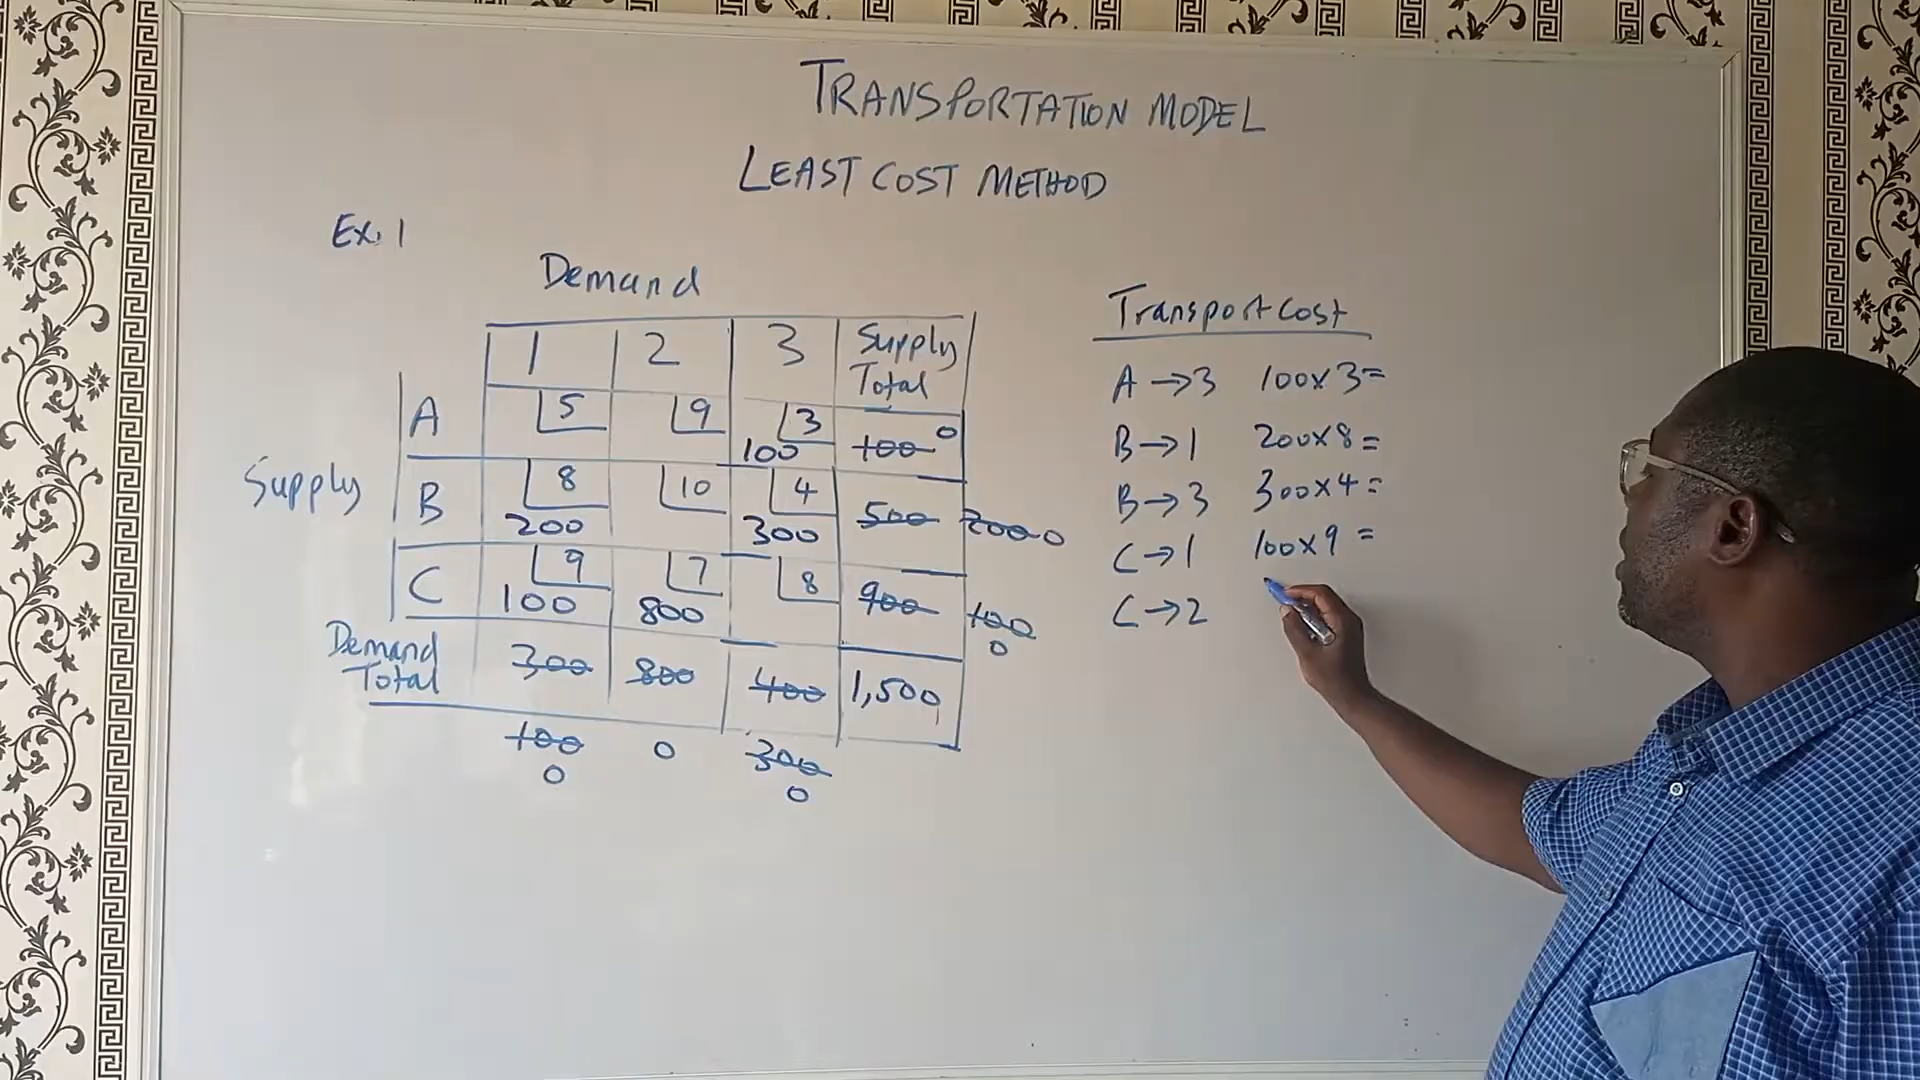 TRANSPORTATION MODEL
LEAST COST METHOD
Ex. 1
Demand
1 2 3 Supply Total
A 5 9 3 100 100 0
Supply
B 8 200 10 4 300 500 200 0
C 9 100 7 800 8 900 100 0
Demand Total 300 800 400 1,500
100 0 300
0 0
Transport Cost
A → 3 100 x 3 =
B → 1 200 x 8 =
B → 3 300 x 4 =
C → 1 100 x 9 =
C → 2